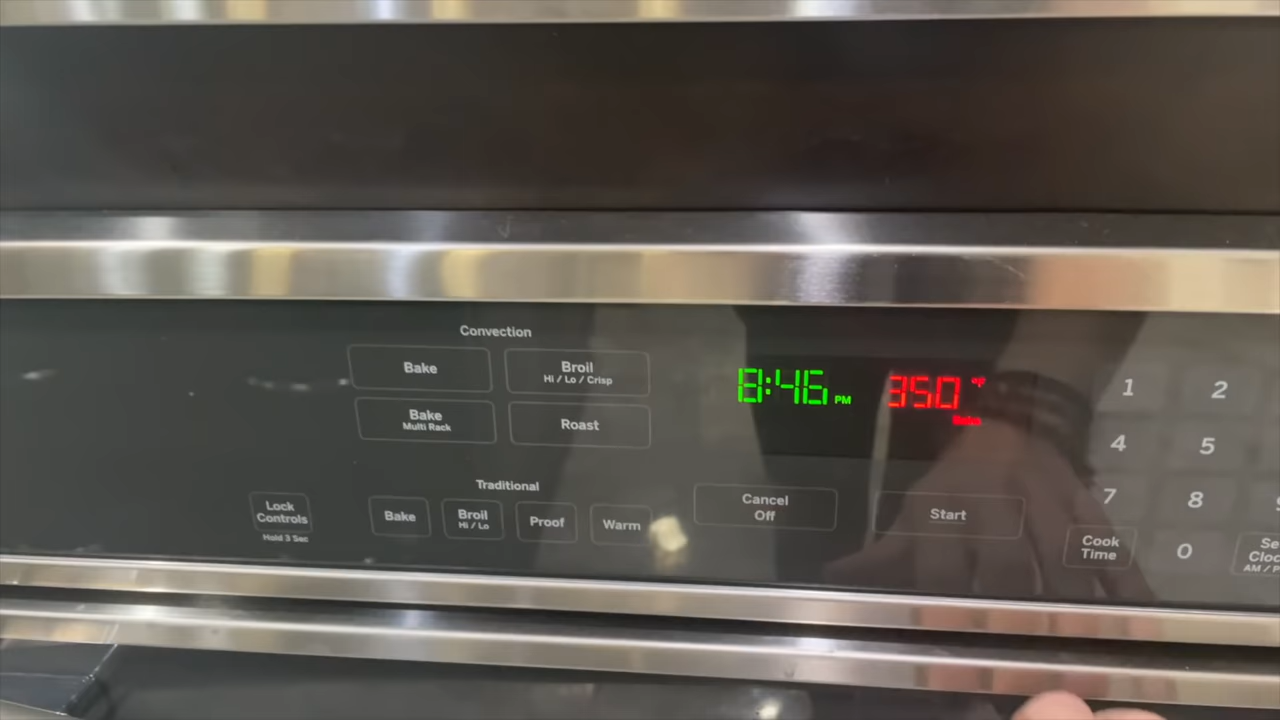 Convection
Bake
Broil
Hi / Lo / Crisp
Bake
Multi Rack
Roast
Traditional
Lock
Controls
Hold 3 Sec
Bake
Broil
Hi / Lo
Proof
Warm
8:46 PM
350 °F
Cancel
Off
Start
1 2
4 5
7 8
Cook
Time
0